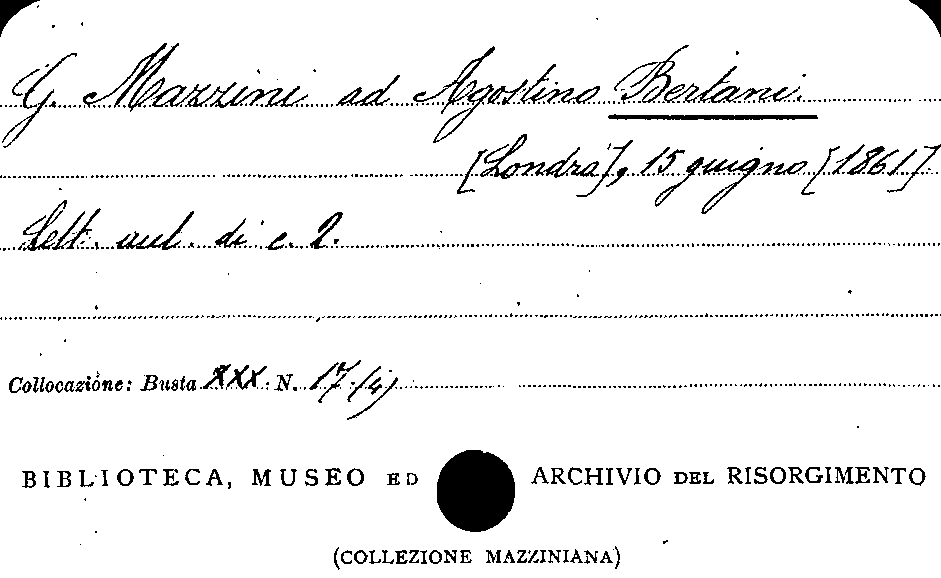 G. Mazzini ad Agostino Bertani.
[Londra], 15 giugno [1861].
Lett. aut. di c. 2.
Collocazione: Busta XXX. N. 17.(4)
BIBLIOTECA, MUSEO ED ARCHIVIO DEL RISORGIMENTO
(COLLEZIONE MAZZINIANA)